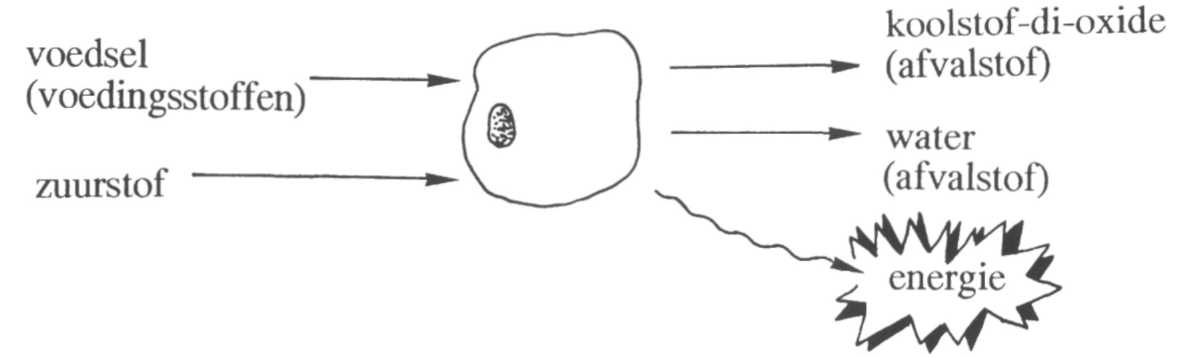 voedsel
(voedingsstoffen)
zuurstof
koolstof-di-oxide
(afvalstof)
water
(afvalstof)
energie